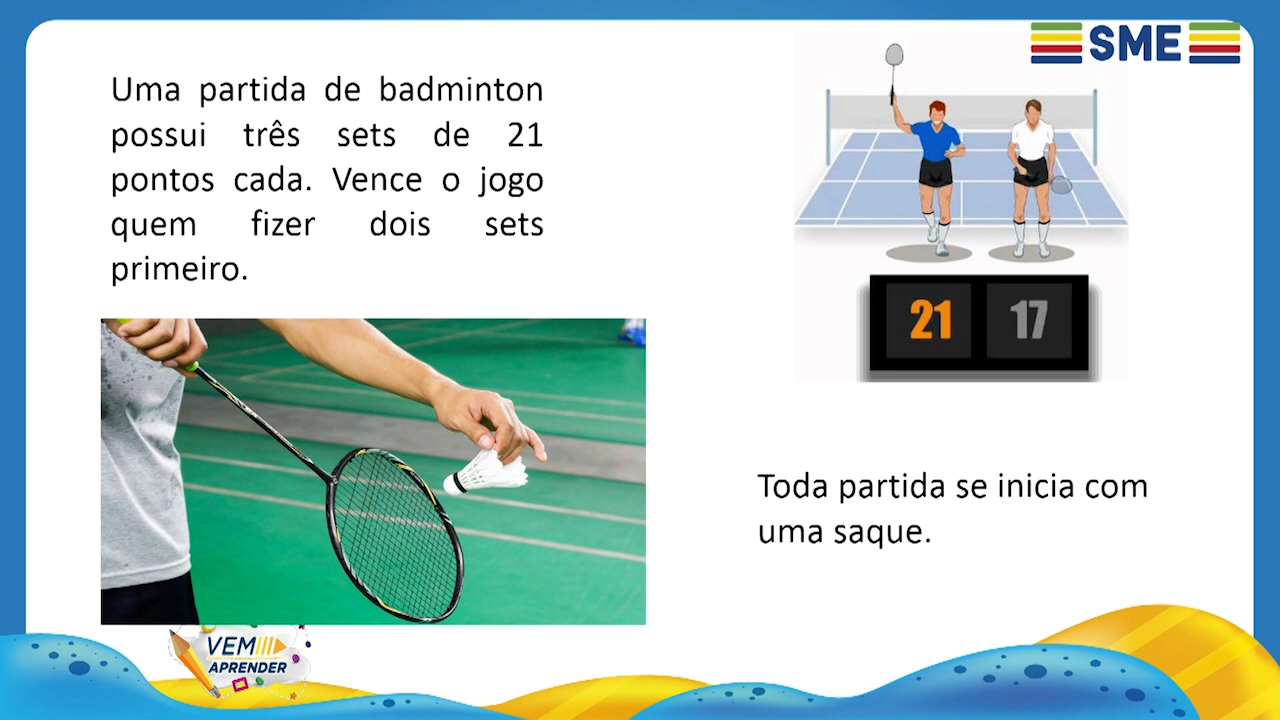 Uma partida de badminton
possui três sets de 21
pontos cada. Vence o jogo
quem fizer dois sets
primeiro.
SME
21 17
Toda partida se inicia com
uma saque.
VEM
APRENDER